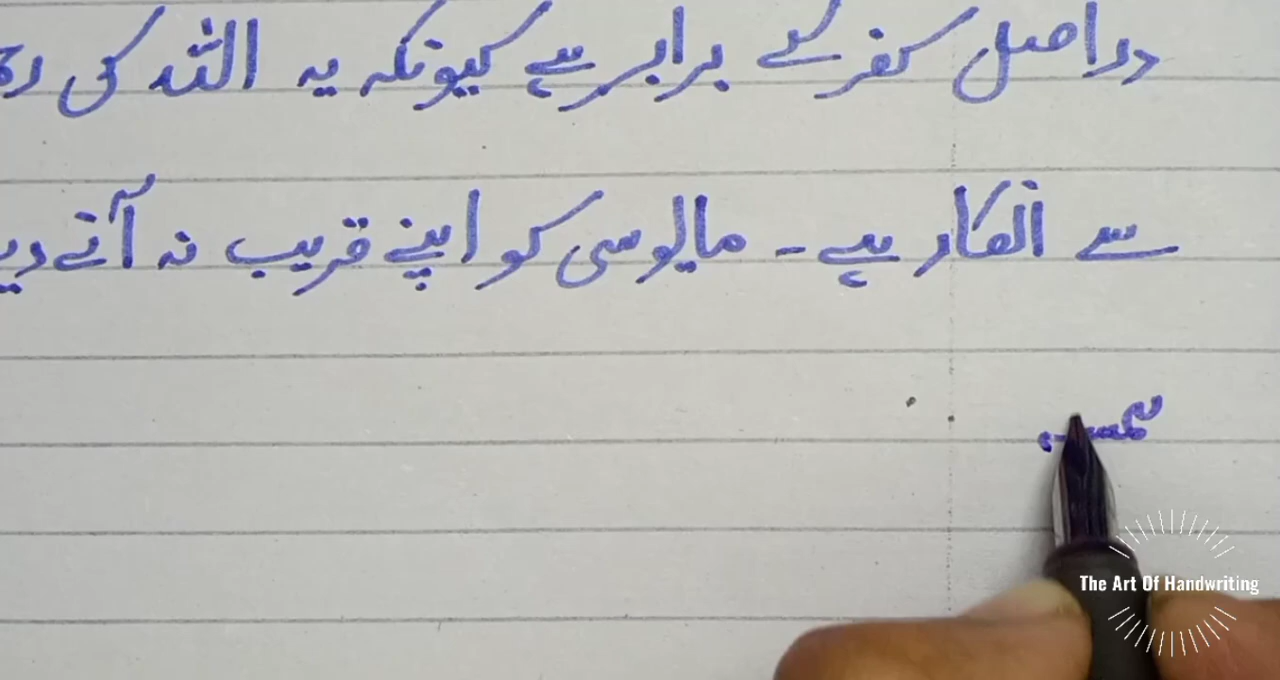 دراصل کفر کے برابر ہے کیونکہ یہ اللہ کی
سے انکار ہے ۔ مایوسی کو اپنے قریب نہ آنے
The Art Of Handwriting